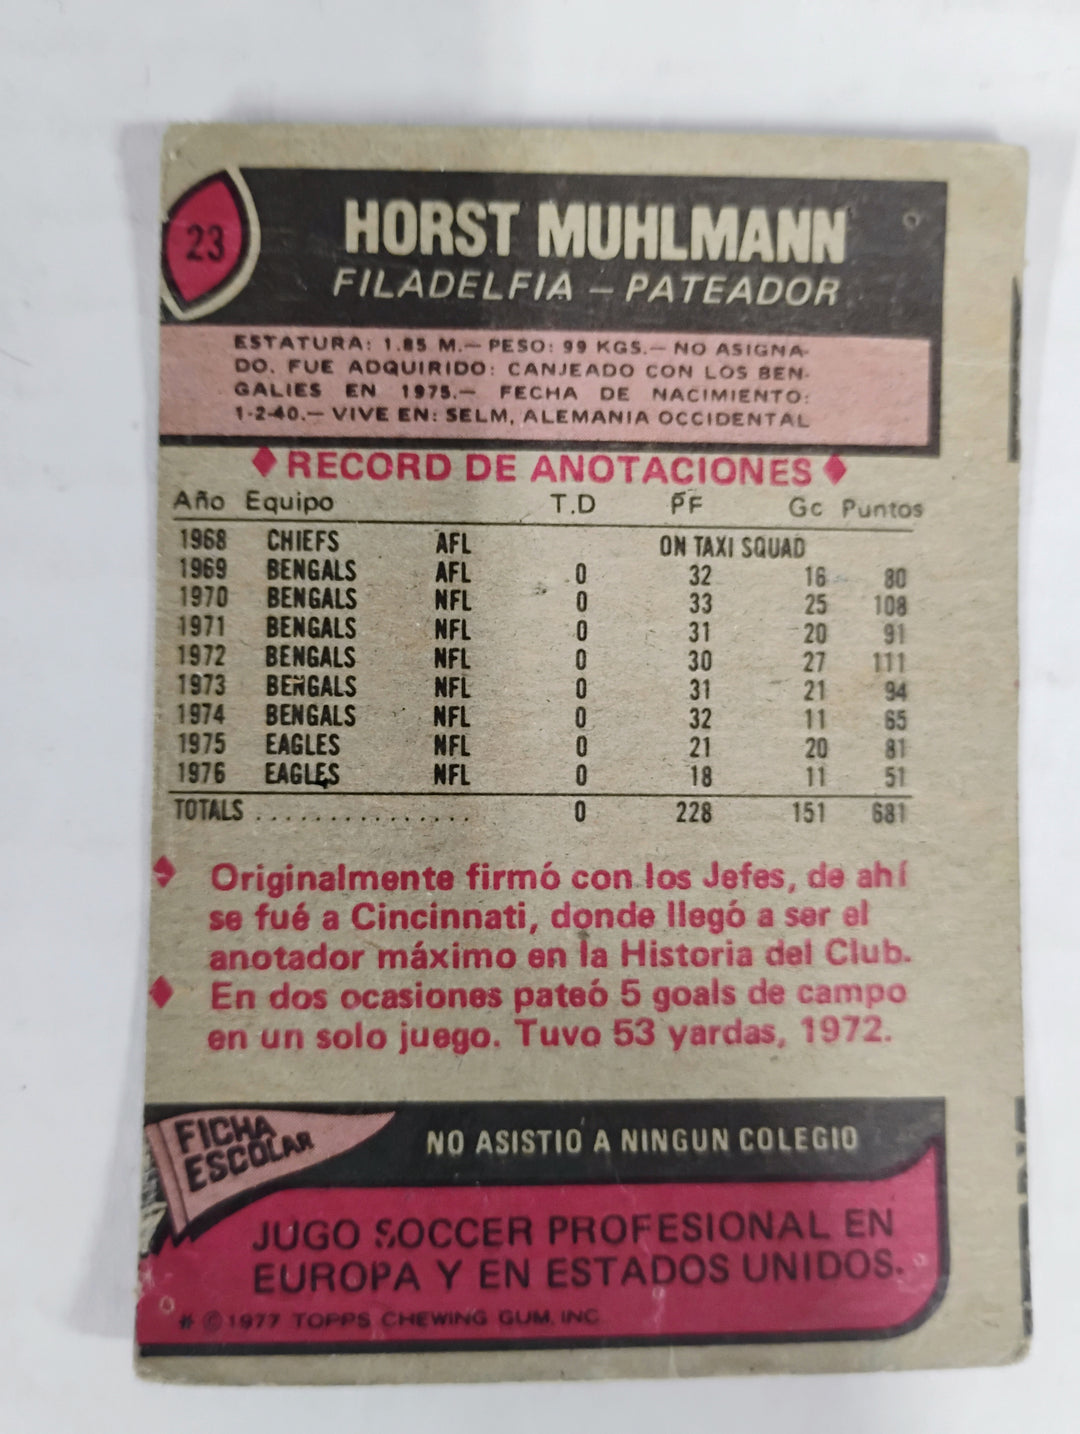 23
HORST MUHLMANN
FILADELFIA – PATEADOR
ESTATURA: 1.85 M.— PESO: 99 KGS.— NO ASIGNA-
DO. FUE ADQUIRIDO: CANJEADO CON LOS BEN-
GALIES EN 1975.— FECHA DE NACIMIENTO:
1-2-40.— VIVE EN: SELM, ALEMANIA OCCIDENTAL
♦ RECORD DE ANOTACIONES ♦
Año Equipo T.D PF Gc Puntos
1968 CHIEFS AFL ON TAXI SQUAD
1969 BENGALS AFL 0 32 16 80
1970 BENGALS NFL 0 33 25 108
1971 BENGALS NFL 0 31 20 91
1972 BENGALS NFL 0 30 27 111
1973 BENGALS NFL 0 31 21 94
1974 BENGALS NFL 0 32 11 65
1975 EAGLES NFL 0 21 20 81
1976 EAGLES NFL 0 18 11 51
TOTALS ............... 0 228 151 681
♦ Originalmente firmó con los Jefes, de ahí
se fué a Cincinnati, donde llegó a ser el
anotador máximo en la Historia del Club.
♦ En dos ocasiones pateó 5 goals de campo
en un solo juego. Tuvo 53 yardas, 1972.
FICHA
ESCOLAR
NO ASISTIO A NINGUN COLEGIO
JUGO SOCCER PROFESIONAL EN
EUROPA Y EN ESTADOS UNIDOS.
* © 1977 TOPPS CHEWING GUM, INC